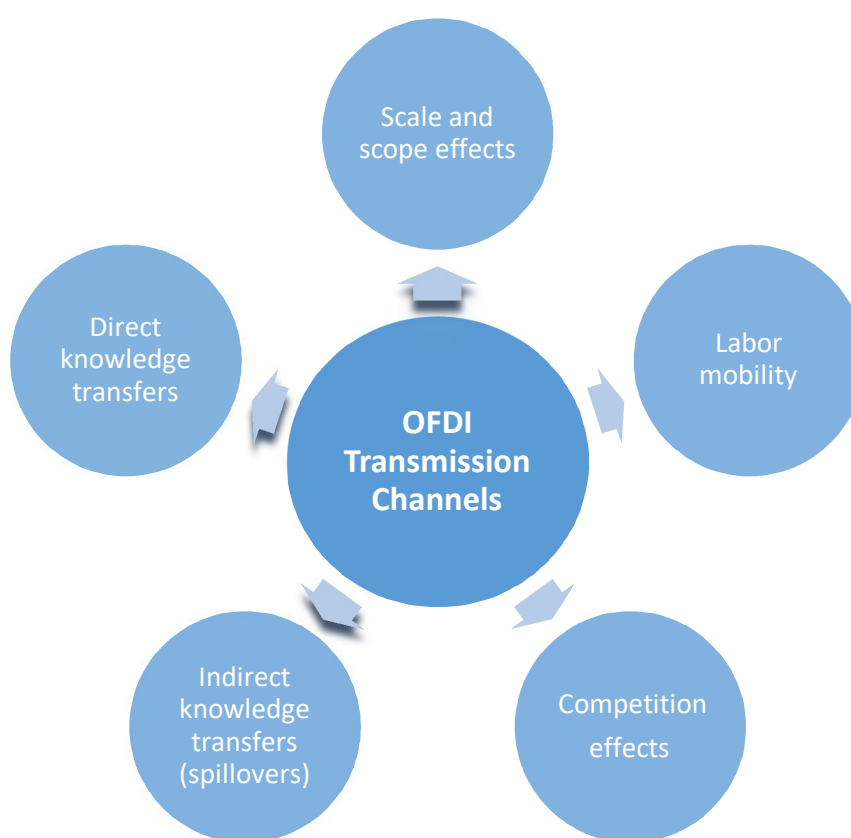 Scale and
scope effects
Direct
knowledge
transfers
Labor
mobility
OFDI
Transmission
Channels
Indirect
knowledge
transfers
(spillovers)
Competition
effects